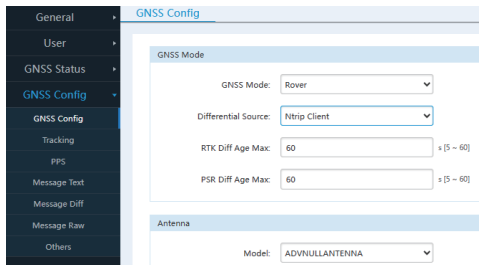 General
User
GNSS Status
GNSS Config
GNSS Config
Tracking
PPS
Message Text
Message Diff
Message Raw
Others
GNSS Config
GNSS Mode
GNSS Mode: Rover
Differential Source: Ntrip Client
RTK Diff Age Max: 60 s [5 ~ 60]
PSR Diff Age Max: 60 s [5 ~ 60]
Antenna
Model: ADVNULLANTENNA